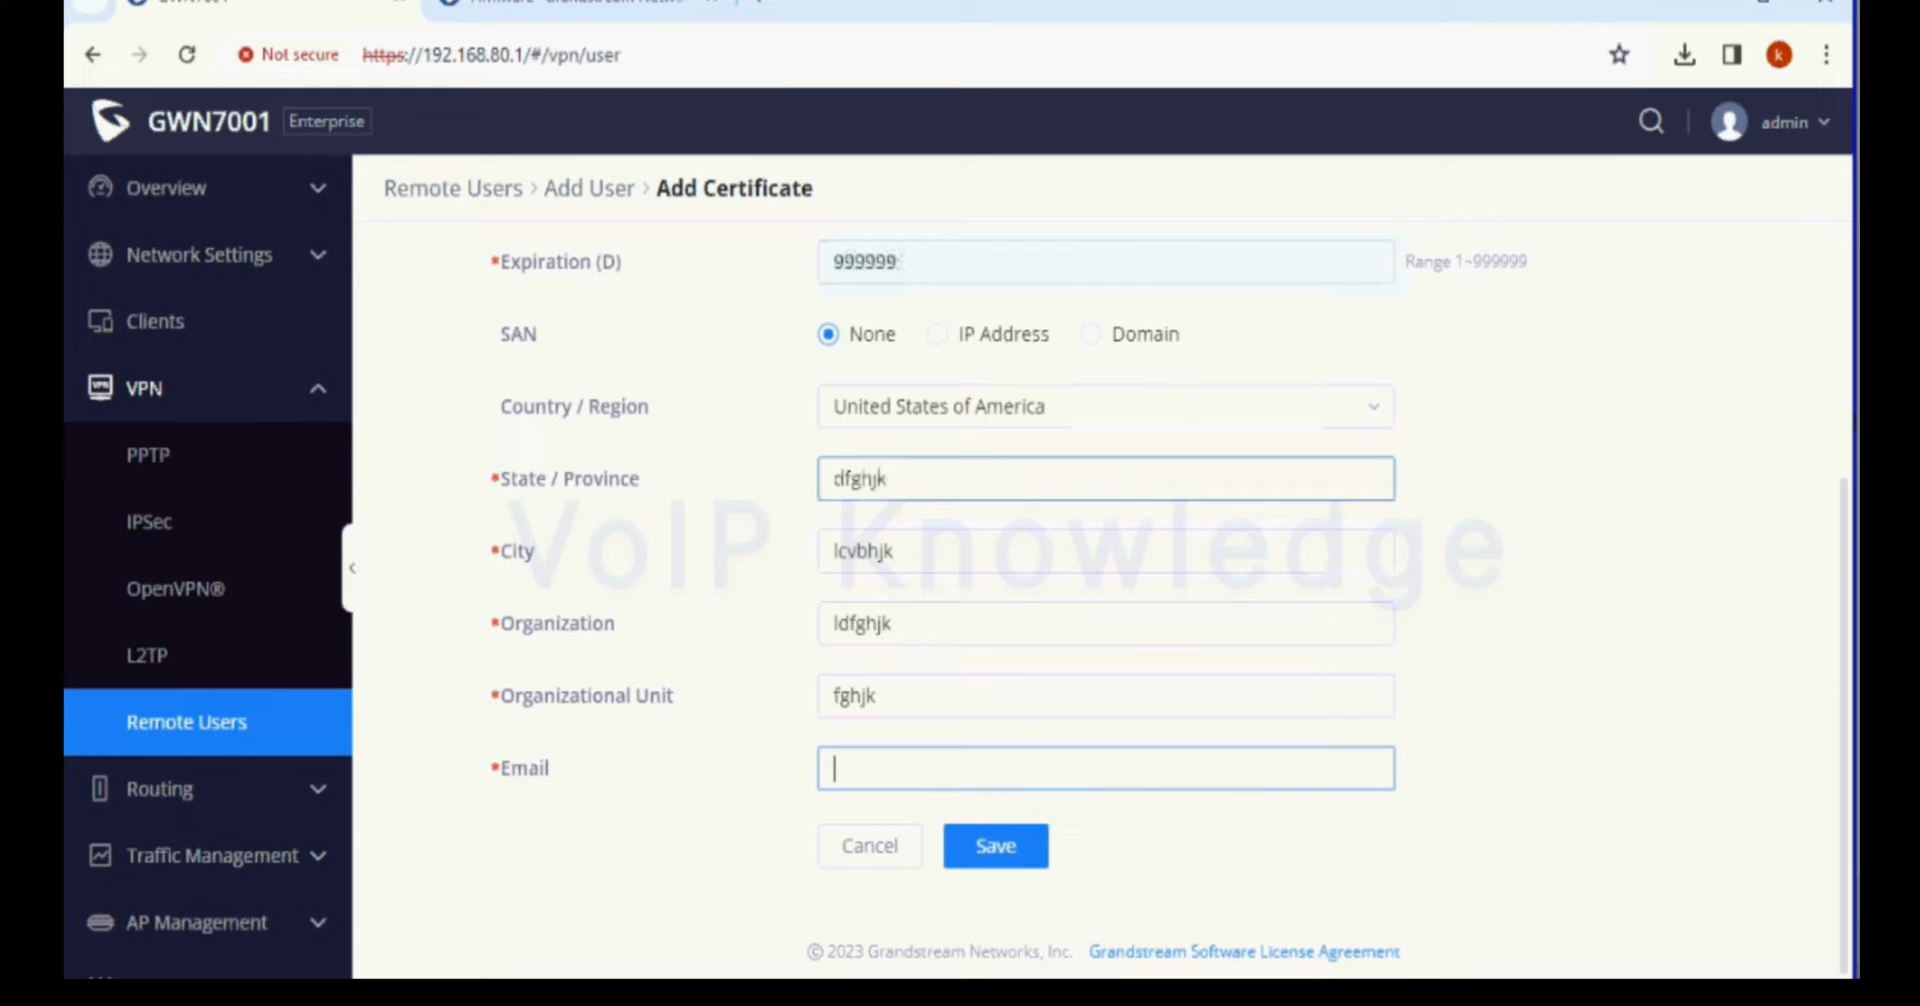 Not secure https://192.168.80.1/#/vpn/user
k
GWN7001 Enterprise
admin
Overview
Network Settings
Clients
VPN
PPTP
IPSec
OpenVPN®
L2TP
Remote Users
Routing
Traffic Management
AP Management
Remote Users › Add User › Add Certificate
*Expiration (D) 999999 Range 1~999999
SAN None IP Address Domain
Country / Region United States of America
*State / Province dfghjk
VoIP Knowledge
*City lcvbhjk
*Organization ldfghjk
*Organizational Unit fghjk
*Email
Cancel Save
© 2023 Grandstream Networks, Inc. Grandstream Software License Agreement